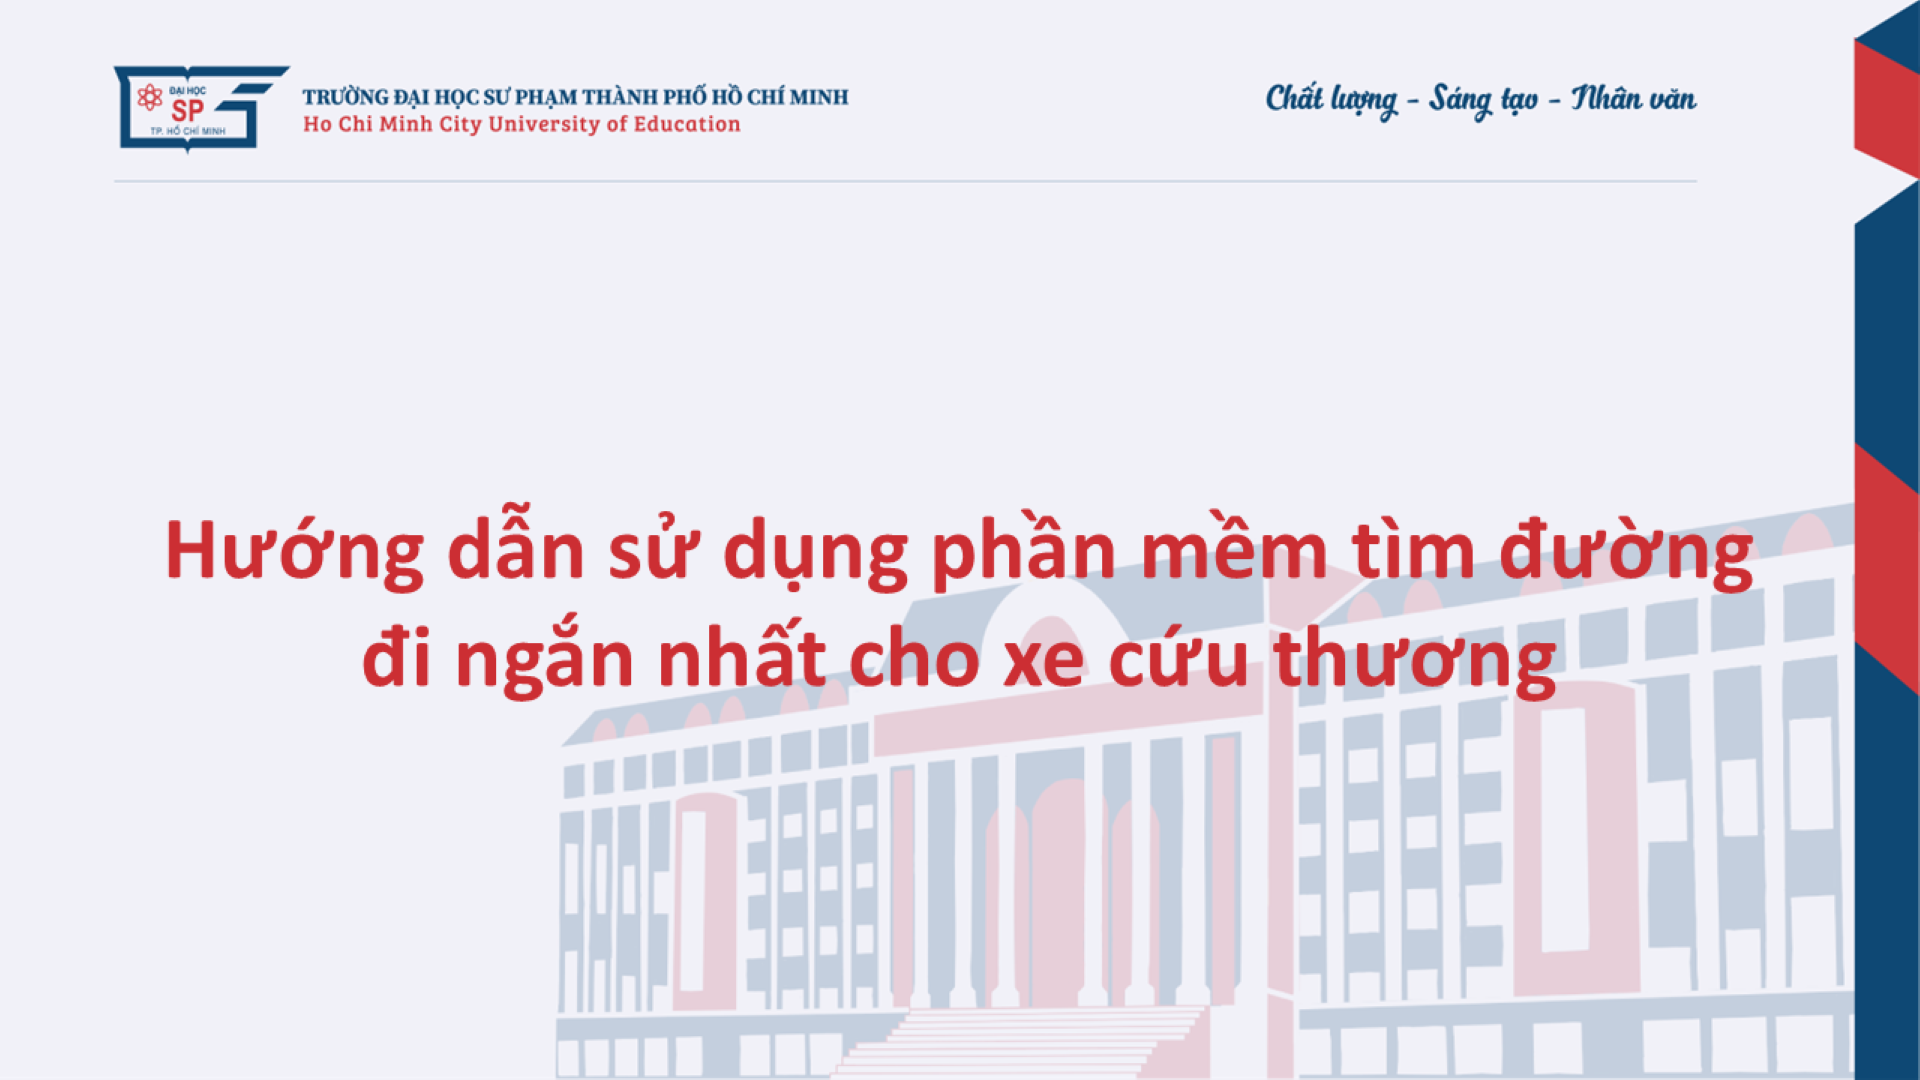 ĐẠI HỌC
SP
TP. HỒ CHÍ MINH
TRƯỜNG ĐẠI HỌC SƯ PHẠM THÀNH PHỐ HỒ CHÍ MINH
Ho Chi Minh City University of Education
Chất lượng - Sáng tạo - Nhân văn
Hướng dẫn sử dụng phần mềm tìm đường
đi ngắn nhất cho xe cứu thương